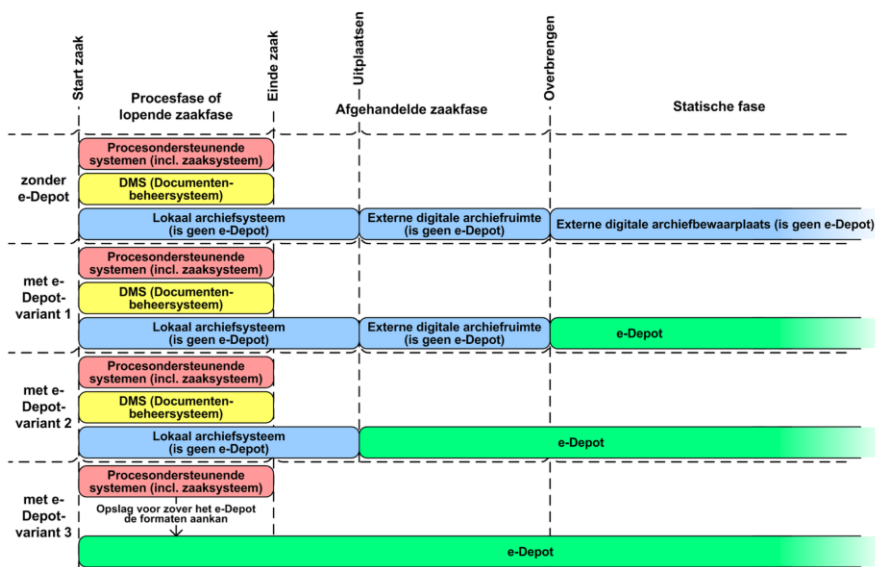 Start zaak
Einde zaak
Uitplaatsen
Overbrengen
Procesfase of
lopende zaakfase
Afgehandelde zaakfase
Statische fase
zonder
e-Depot
Procesondersteunende
systemen (incl. zaaksysteem)
DMS (Documenten-
beheersysteem)
Lokaal archiefsysteem
(is geen e-Depot)
Externe digitale archiefruimte
(is geen e-Depot)
Externe digitale archiefbewaarplaats (is geen e-Depot)
met e-
Depot-
variant 1
Procesondersteunende
systemen (incl. zaaksysteem)
DMS (Documenten-
beheersysteem)
Lokaal archiefsysteem
(is geen e-Depot)
Externe digitale archiefruimte
(is geen e-Depot)
e-Depot
met e-
Depot-
variant 2
Procesondersteunende
systemen (incl. zaaksysteem)
DMS (Documenten-
beheersysteem)
Lokaal archiefsysteem
(is geen e-Depot)
e-Depot
met e-
Depot-
variant 3
Procesondersteunende
systemen (incl. zaaksysteem)
Opslag voor zover het e-Depot
de formaten aankan
e-Depot